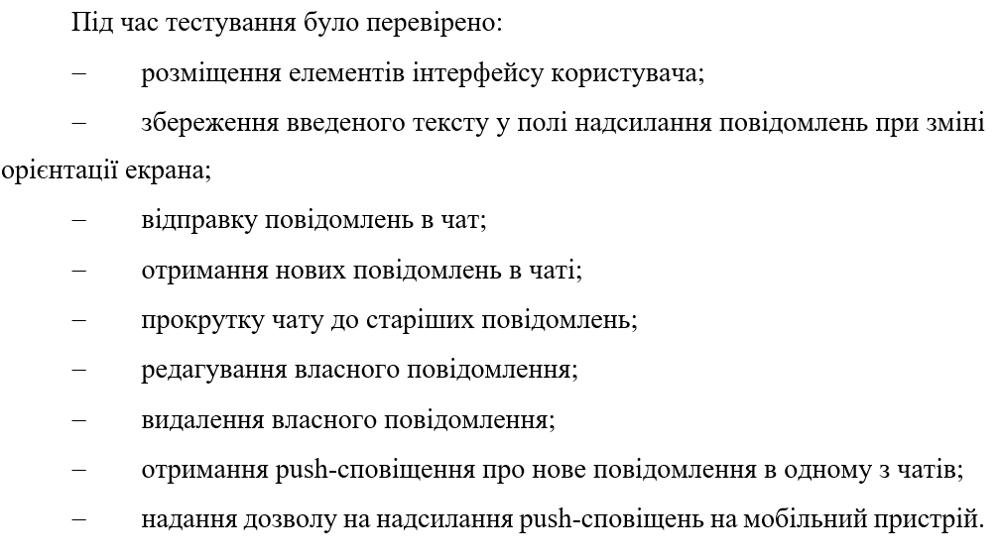 Під час тестування було перевірено:
– розміщення елементів інтерфейсу користувача;
– збереження введеного тексту у полі надсилання повідомлень при зміні
орієнтації екрана;
– відправку повідомлень в чат;
– отримання нових повідомлень в чаті;
– прокрутку чату до старіших повідомлень;
– редагування власного повідомлення;
– видалення власного повідомлення;
– отримання push-сповіщення про нове повідомлення в одному з чатів;
– надання дозволу на надсилання push-сповіщень на мобільний пристрій.